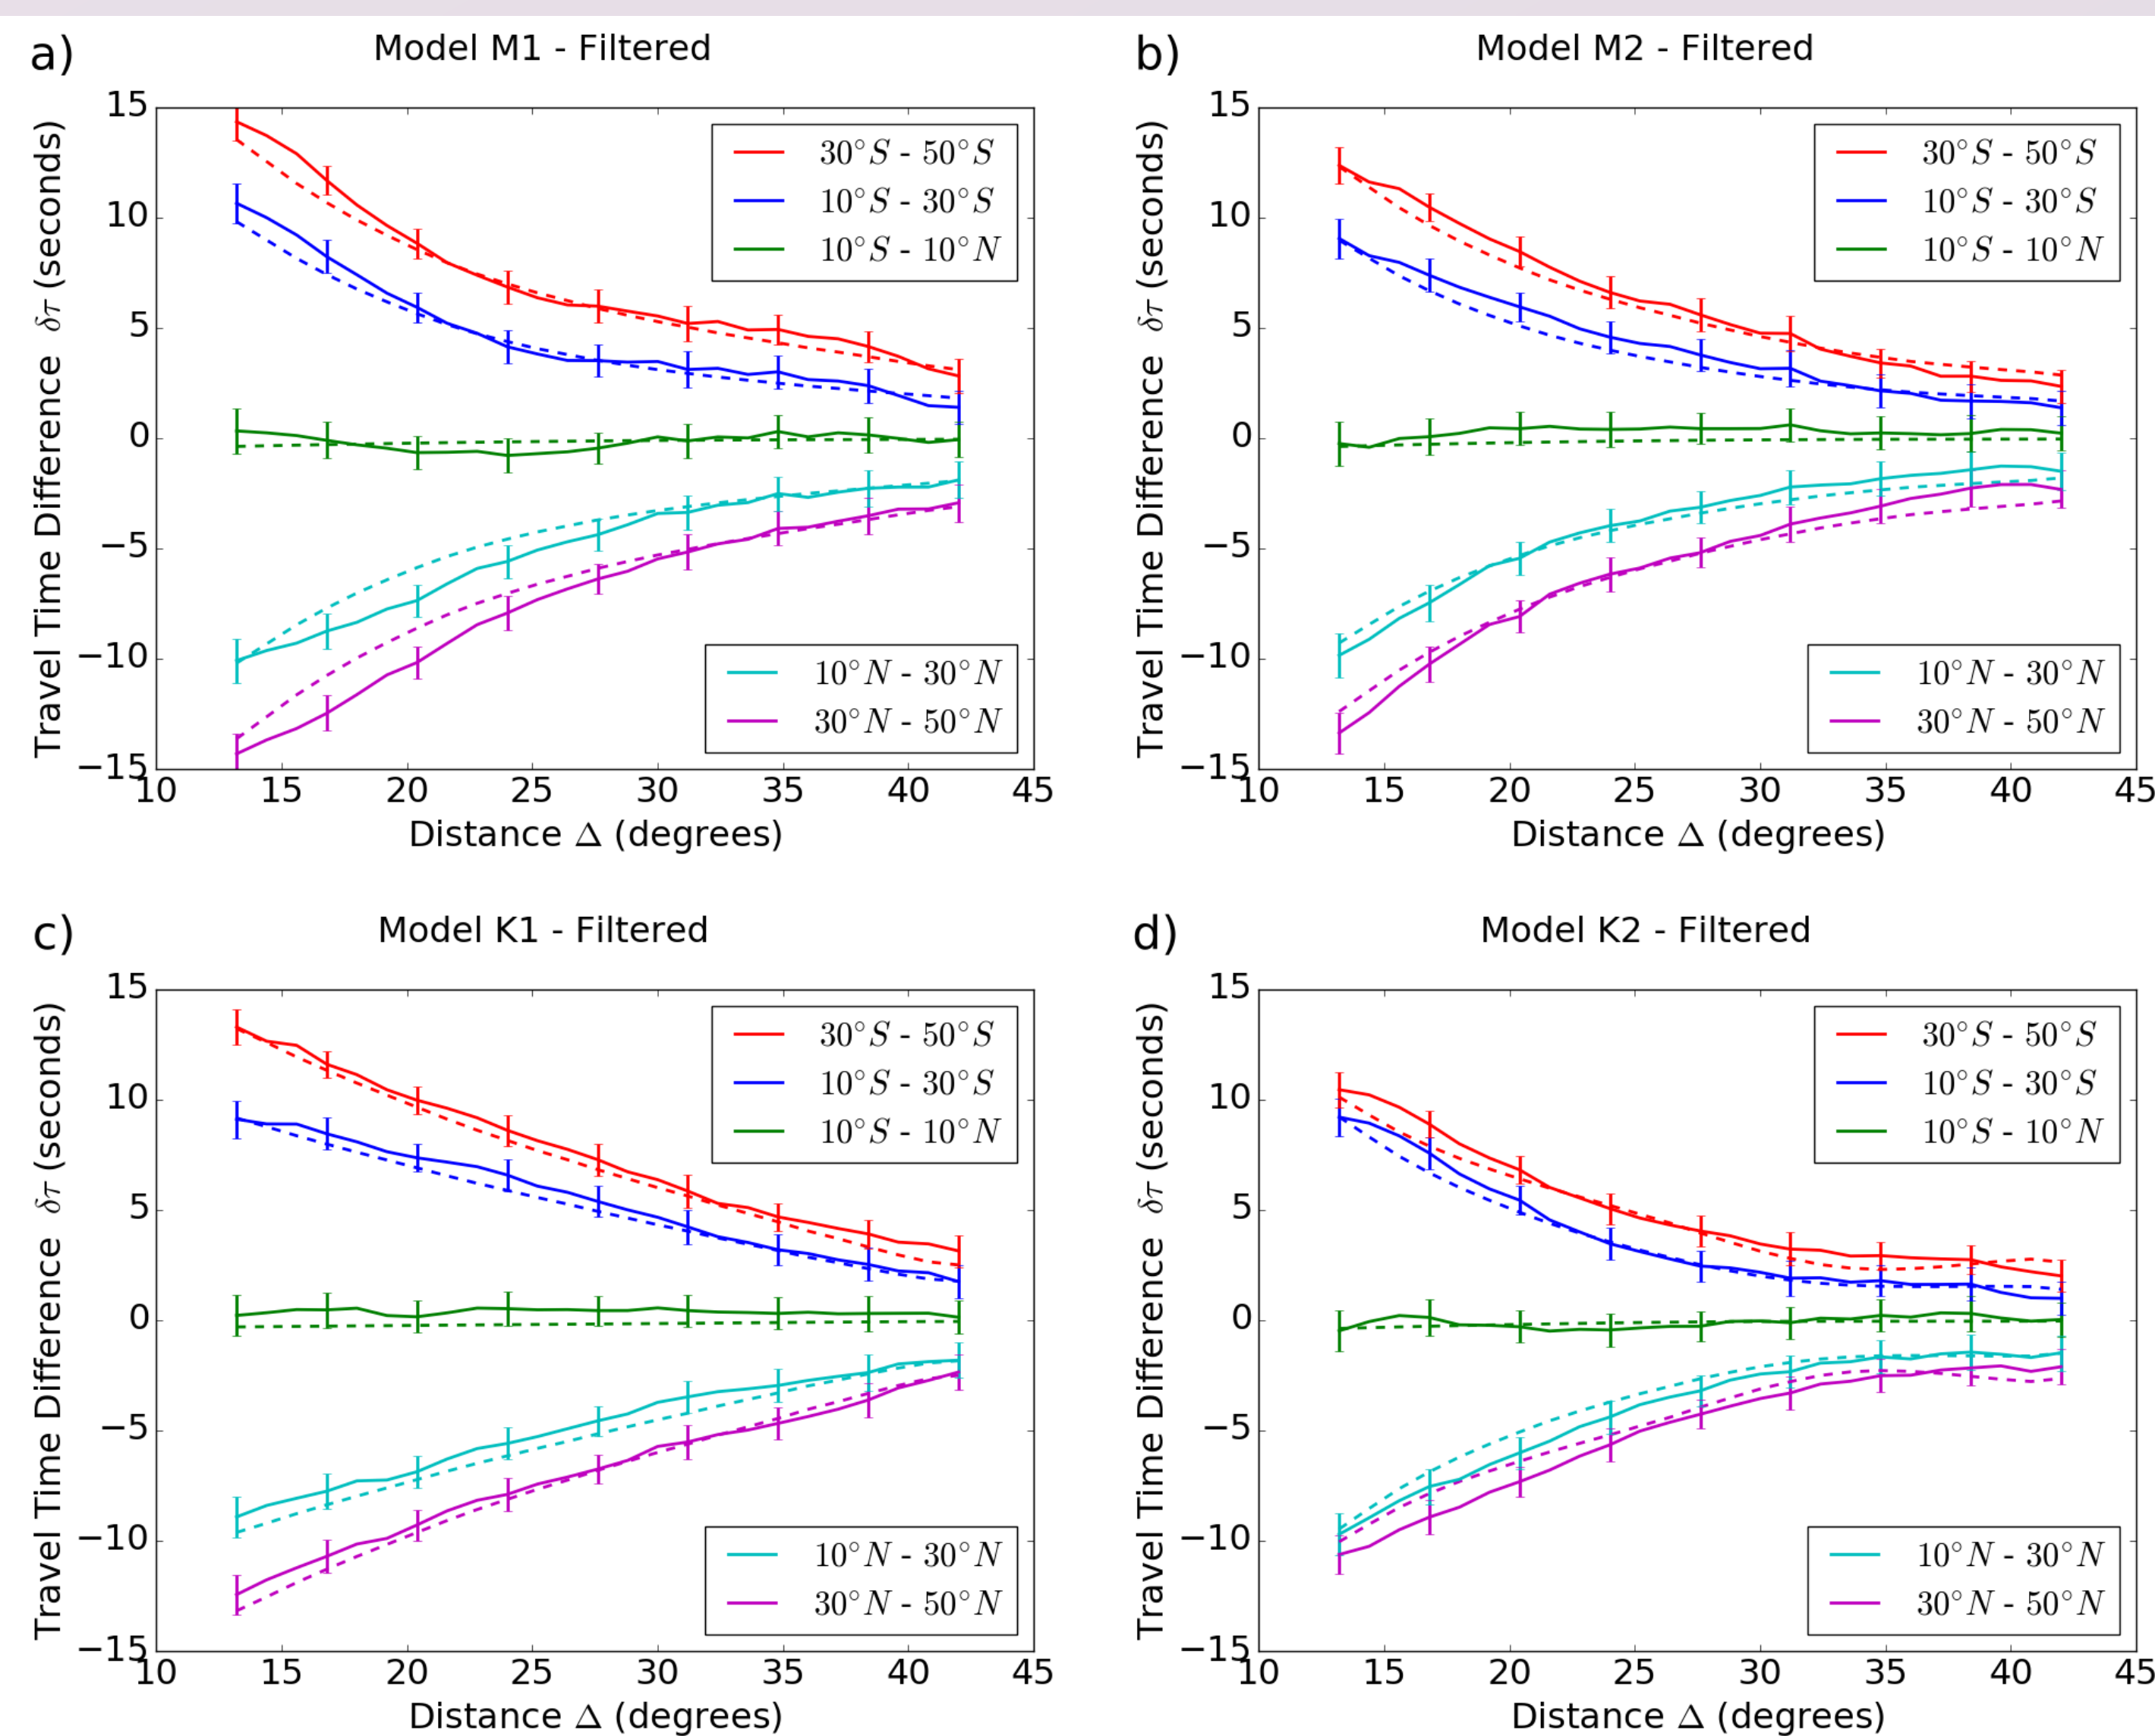 a)
Model M1 - Filtered
Travel Time Difference δτ (seconds)
15
10
5
0
−5
−10
−15
30°S - 50°S
10°S - 30°S
10°S - 10°N
10°N - 30°N
30°N - 50°N
10 15 20 25 30 35 40 45
Distance Δ (degrees)
b)
Model M2 - Filtered
Travel Time Difference δτ (seconds)
15
10
5
0
−5
−10
−15
30°S - 50°S
10°S - 30°S
10°S - 10°N
10°N - 30°N
30°N - 50°N
10 15 20 25 30 35 40 45
Distance Δ (degrees)
c)
Model K1 - Filtered
Travel Time Difference δτ (seconds)
15
10
5
0
−5
−10
−15
30°S - 50°S
10°S - 30°S
10°S - 10°N
10°N - 30°N
30°N - 50°N
10 15 20 25 30 35 40 45
Distance Δ (degrees)
d)
Model K2 - Filtered
Travel Time Difference δτ (seconds)
15
10
5
0
−5
−10
−15
30°S - 50°S
10°S - 30°S
10°S - 10°N
10°N - 30°N
30°N - 50°N
10 15 20 25 30 35 40 45
Distance Δ (degrees)